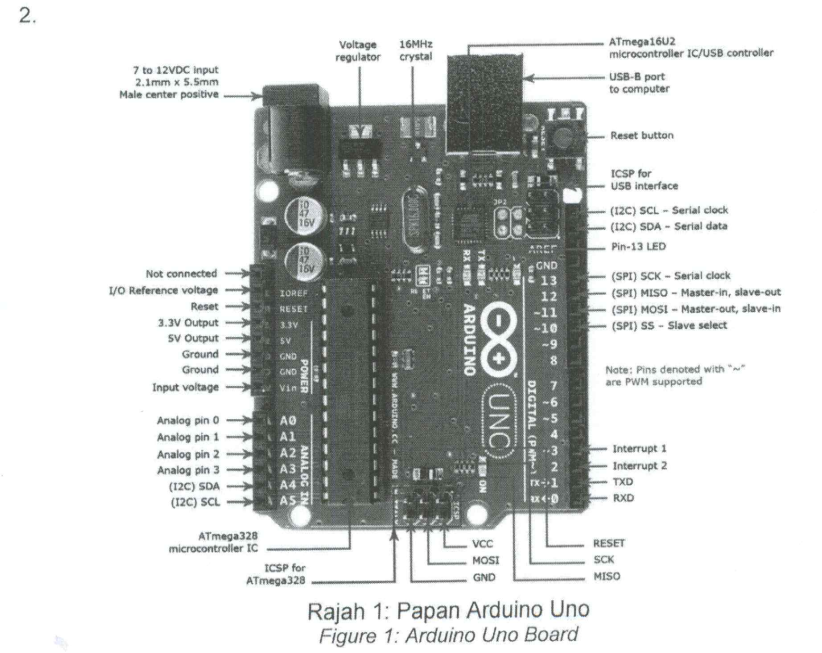 2.
Voltage
regulator
16MHz
crystal
ATmega16U2
microcontroller IC/USB controller
7 to 12VDC input
2.1mm x 5.5mm
Male center positive
USB-B port
to computer
Reset button
ICSP for
USB interface
(I2C) SCL – Serial clock
(I2C) SDA – Serial data
Pin-13 LED
Not connected
I/O Reference voltage
Reset
3.3V Output
5V Output
Ground
Ground
Input voltage
Analog pin 0
Analog pin 1
Analog pin 2
Analog pin 3
(I2C) SDA
(I2C) SCL
10
47
16V
10
47
16V
IOREF
RESET
3.3V
5V
GND
GND
Vin
POWER
A0
A1
A2
A3
A4
A5
ANALOG IN
RX
TX
ARDUINO
UNO
ON
ICSP
AREF
GND
13
12
~11
~10
~9
8
7
~6
~5
4
~3
2
TX→1
RX←0
DIGITAL (PWM~)
(SPI) SCK – Serial clock
(SPI) MISO – Master-in, slave-out
(SPI) MOSI – Master-out, slave-in
(SPI) SS – Slave select
Note: Pins denoted with "~"
are PWM supported
Interrupt 1
Interrupt 2
TXD
RXD
ATmega328
microcontroller IC
ICSP for
ATmega328
VCC
MOSI
GND
RESET
SCK
MISO
Rajah 1: Papan Arduino Uno
Figure 1: Arduino Uno Board